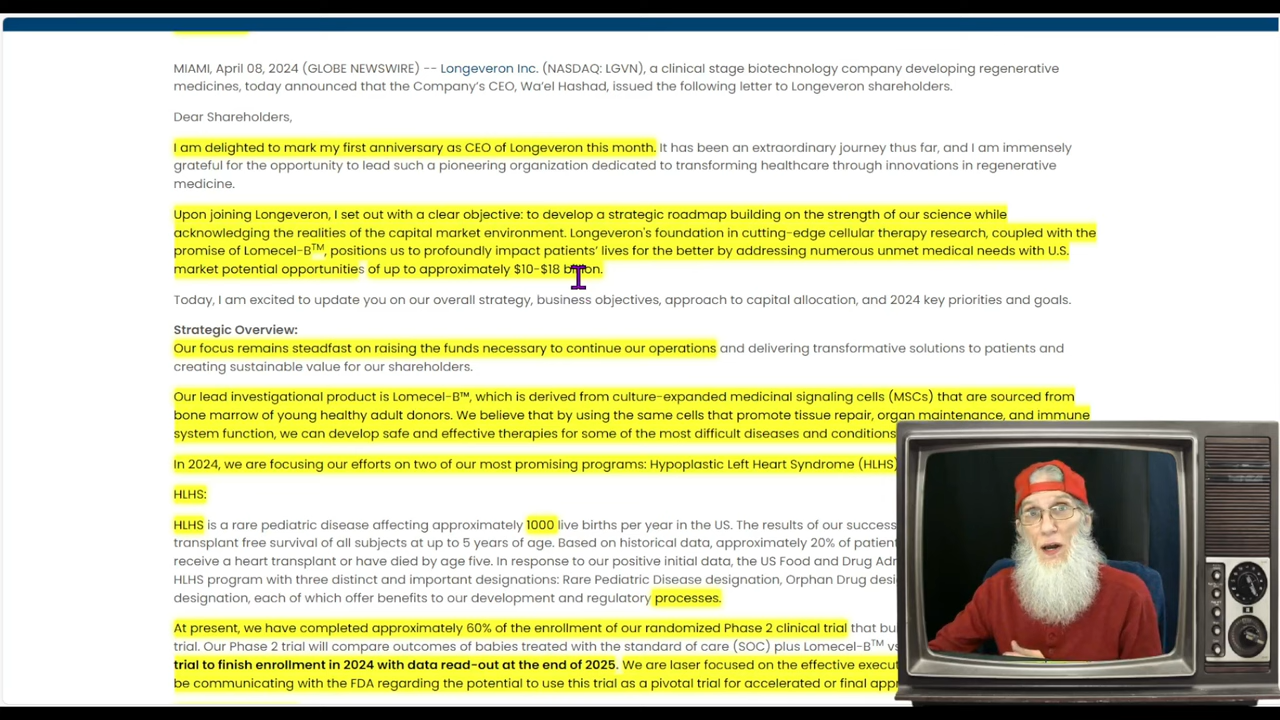 MIAMI, April 08, 2024 (GLOBE NEWSWIRE) -- Longeveron Inc. (NASDAQ: LGVN), a clinical stage biotechnology company developing regenerative
medicines, today announced that the Company's CEO, Wa'el Hashad, issued the following letter to Longeveron shareholders.
Dear Shareholders,
I am delighted to mark my first anniversary as CEO of Longeveron this month. It has been an extraordinary journey thus far, and I am immensely
grateful for the opportunity to lead such a pioneering organization dedicated to transforming healthcare through innovations in regenerative
medicine.
Upon joining Longeveron, I set out with a clear objective: to develop a strategic roadmap building on the strength of our science while
acknowledging the realities of the capital market environment. Longeveron's foundation in cutting-edge cellular therapy research, coupled with the
promise of Lomecel-B™, positions us to profoundly impact patients' lives for the better by addressing numerous unmet medical needs with U.S.
market potential opportunities of up to approximately $10-$18 billion.
Today, I am excited to update you on our overall strategy, business objectives, approach to capital allocation, and 2024 key priorities and goals.
Strategic Overview:
Our focus remains steadfast on raising the funds necessary to continue our operations and delivering transformative solutions to patients and
creating sustainable value for our shareholders.
Our lead investigational product is Lomecel-B™, which is derived from culture-expanded medicinal signaling cells (MSCs) that are sourced from
bone marrow of young healthy adult donors. We believe that by using the same cells that promote tissue repair, organ maintenance, and immune
system function, we can develop safe and effective therapies for some of the most difficult diseases and conditions
In 2024, we are focusing our efforts on two of our most promising programs: Hypoplastic Left Heart Syndrome (HLHS)
HLHS:
HLHS is a rare pediatric disease affecting approximately 1000 live births per year in the US. The results of our success
transplant free survival of all subjects at up to 5 years of age. Based on historical data, approximately 20% of patient
receive a heart transplant or have died by age five. In response to our positive initial data, the US Food and Drug Adr
HLHS program with three distinct and important designations: Rare Pediatric Disease designation, Orphan Drug desi
designation, each of which offer benefits to our development and regulatory processes.
At present, we have completed approximately 60% of the enrollment of our randomized Phase 2 clinical trial that bu
trial. Our Phase 2 trial will compare outcomes of babies treated with the standard of care (SOC) plus Lomecel-B™ vs
trial to finish enrollment in 2024 with data read-out at the end of 2025. We are laser focused on the effective execut
be communicating with the FDA regarding the potential to use this trial as a pivotal trial for accelerated or final appr